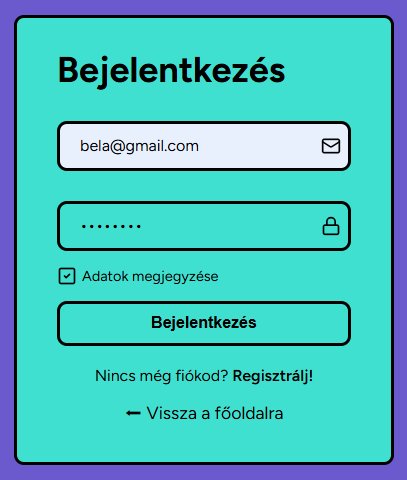 Bejelentkezés
bela@gmail.com
••••••••
Adatok megjegyzése
Bejelentkezés
Nincs még fiókod? Regisztrálj!
⬅ Vissza a főoldalra